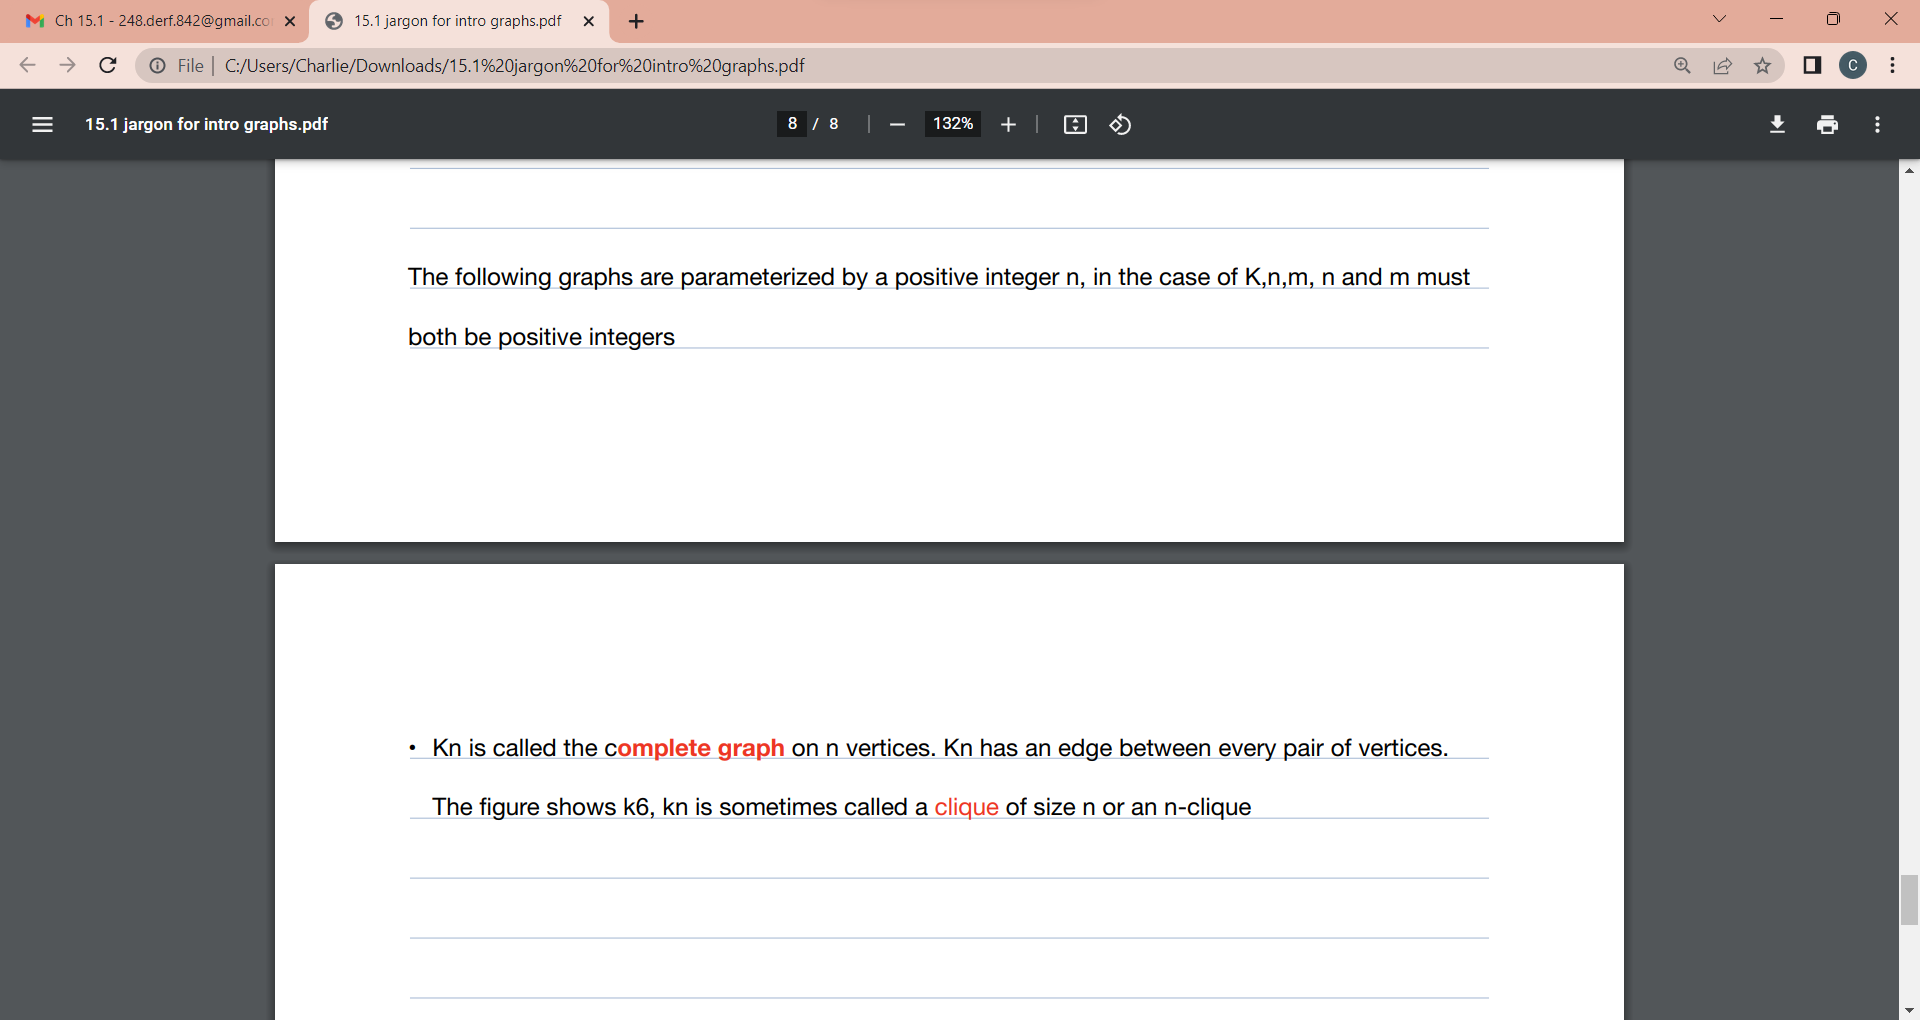 Ch 15.1 - 248.derf.842@gmail.co
15.1 jargon for intro graphs.pdf
File
C:/Users/Charlie/Downloads/15.1%20jargon%20for%20intro%20graphs.pdf
C
15.1 jargon for intro graphs.pdf
8 / 8
132%
The following graphs are parameterized by a positive integer n, in the case of K,n,m, n and m must
both be positive integers
• Kn is called the complete graph on n vertices. Kn has an edge between every pair of vertices.
The figure shows k6, kn is sometimes called a clique of size n or an n-clique